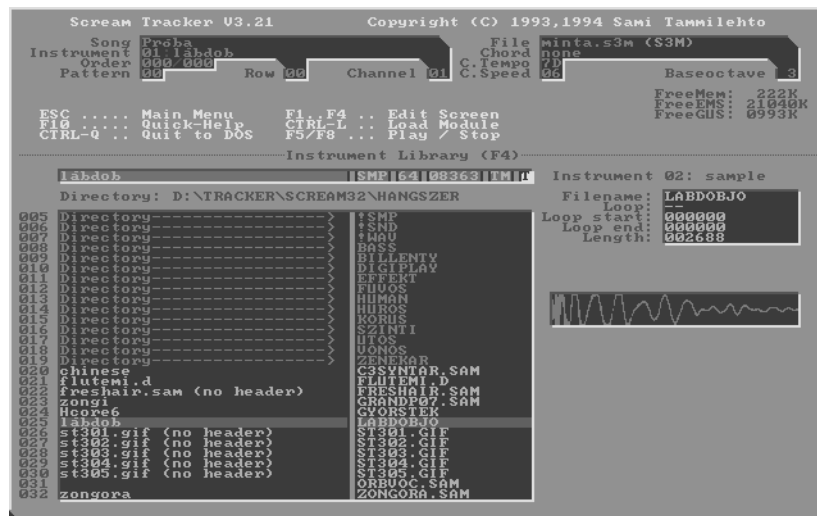 Scream Tracker V3.21 Copyright (C) 1993,1994 Sami Tammilehto
Song Próba File minta.s3m (S3M)
Instrument 01:lábdob Chord none
Order 000/000 C.Tempo 7D
Pattern 00 Row 00 Channel 01 C.Speed 06 Baseoctave 3
FreeMem: 222K
FreeEMS: 21040K
FreeGUS: 0993K
ESC ..... Main Menu F1..F4 .. Edit Screen
F10 ..... Quick-Help CTRL-L .. Load Module
CTRL-Q .. Quit to DOS F5/F8 ... Play / Stop
Instrument Library (F4)
lábdob SMP 64 08363 TM T Instrument 02: sample
Directory: D:\TRACKER\SCREAM32\HANGSZER
Filename: LABDOBJO
Loop: --
Loop start: 000000
Loop end: 000000
Length: 002688
005 Directory--------------------> !SMP
006 Directory--------------------> !SND
007 Directory--------------------> !WAV
008 Directory--------------------> BASS
009 Directory--------------------> BILLENTY
010 Directory--------------------> DIGIPLAY
011 Directory--------------------> EFFEKT
012 Directory--------------------> FUVOS
013 Directory--------------------> HUMAN
014 Directory--------------------> HUROS
015 Directory--------------------> KORUS
016 Directory--------------------> SZINTI
017 Directory--------------------> UTOS
018 Directory--------------------> VONOS
019 Directory--------------------> ZENEKAR
020 chinese C3SYNTAR.SAM
021 flutemi.d FLUTEMI.D
022 freshair.sam (no header) FRESHAIR.SAM
023 zongi GRANDP07.SAM
024 Hcore6 GYORSTEK
025 lábdob LABDOBJO
026 st301.gif (no header) ST301.GIF
027 st302.gif (no header) ST302.GIF
028 st303.gif (no header) ST303.GIF
029 st304.gif (no header) ST304.GIF
030 st305.gif (no header) ST305.GIF
031 ORBVOC.SAM
032 zongora ZONGORA.SAM